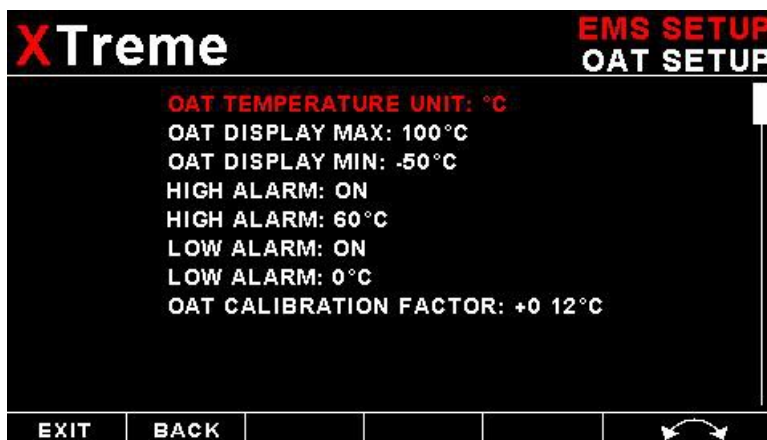 XTreme
EMS SETUP
OAT SETUP
OAT TEMPERATURE UNIT: °C
OAT DISPLAY MAX: 100°C
OAT DISPLAY MIN: -50°C
HIGH ALARM: ON
HIGH ALARM: 60°C
LOW ALARM: ON
LOW ALARM: 0°C
OAT CALIBRATION FACTOR: +0 12°C
EXIT BACK